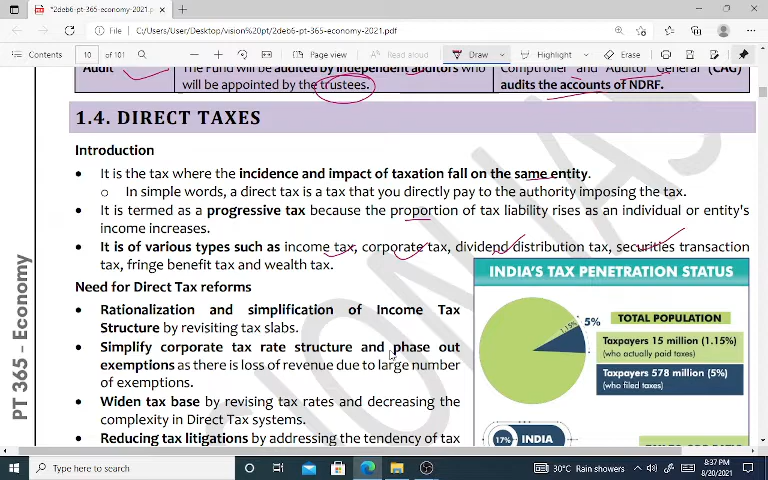 *2deb6-pt-365-economy-2021.pdf
File
C:/Users/User/Desktop/vision%20pt/2deb6-pt-365-economy-2021.pdf
Contents
10
of 101
Page view
Read aloud
Draw
Highlight
Erase
Audit
The Fund will be audited by independent auditors who
will be appointed by the trustees.
Comptroller and Auditor General (CAG)
audits the accounts of NDRF.
1.4. DIRECT TAXES
Introduction
• It is the tax where the incidence and impact of taxation fall on the same entity.
o In simple words, a direct tax is a tax that you directly pay to the authority imposing the tax.
• It is termed as a progressive tax because the proportion of tax liability rises as an individual or entity's
income increases.
• It is of various types such as income tax, corporate tax, dividend distribution tax, securities transaction
tax, fringe benefit tax and wealth tax.
Need for Direct Tax reforms
• Rationalization and simplification of Income Tax
Structure by revisiting tax slabs.
• Simplify corporate tax rate structure and phase out
exemptions as there is loss of revenue due to large number
of exemptions.
• Widen tax base by revising tax rates and decreasing the
complexity in Direct Tax systems.
• Reducing tax litigations by addressing the tendency of tax
INDIA'S TAX PENETRATION STATUS
1.15%
5%
TOTAL POPULATION
Taxpayers 15 million (1.15%)
(who actually paid taxes)
Taxpayers 578 million (5%)
(who filed taxes)
17%
INDIA
PT 365 - Economy
Type here to search
30°C Rain showers
8:37 PM
8/20/2021